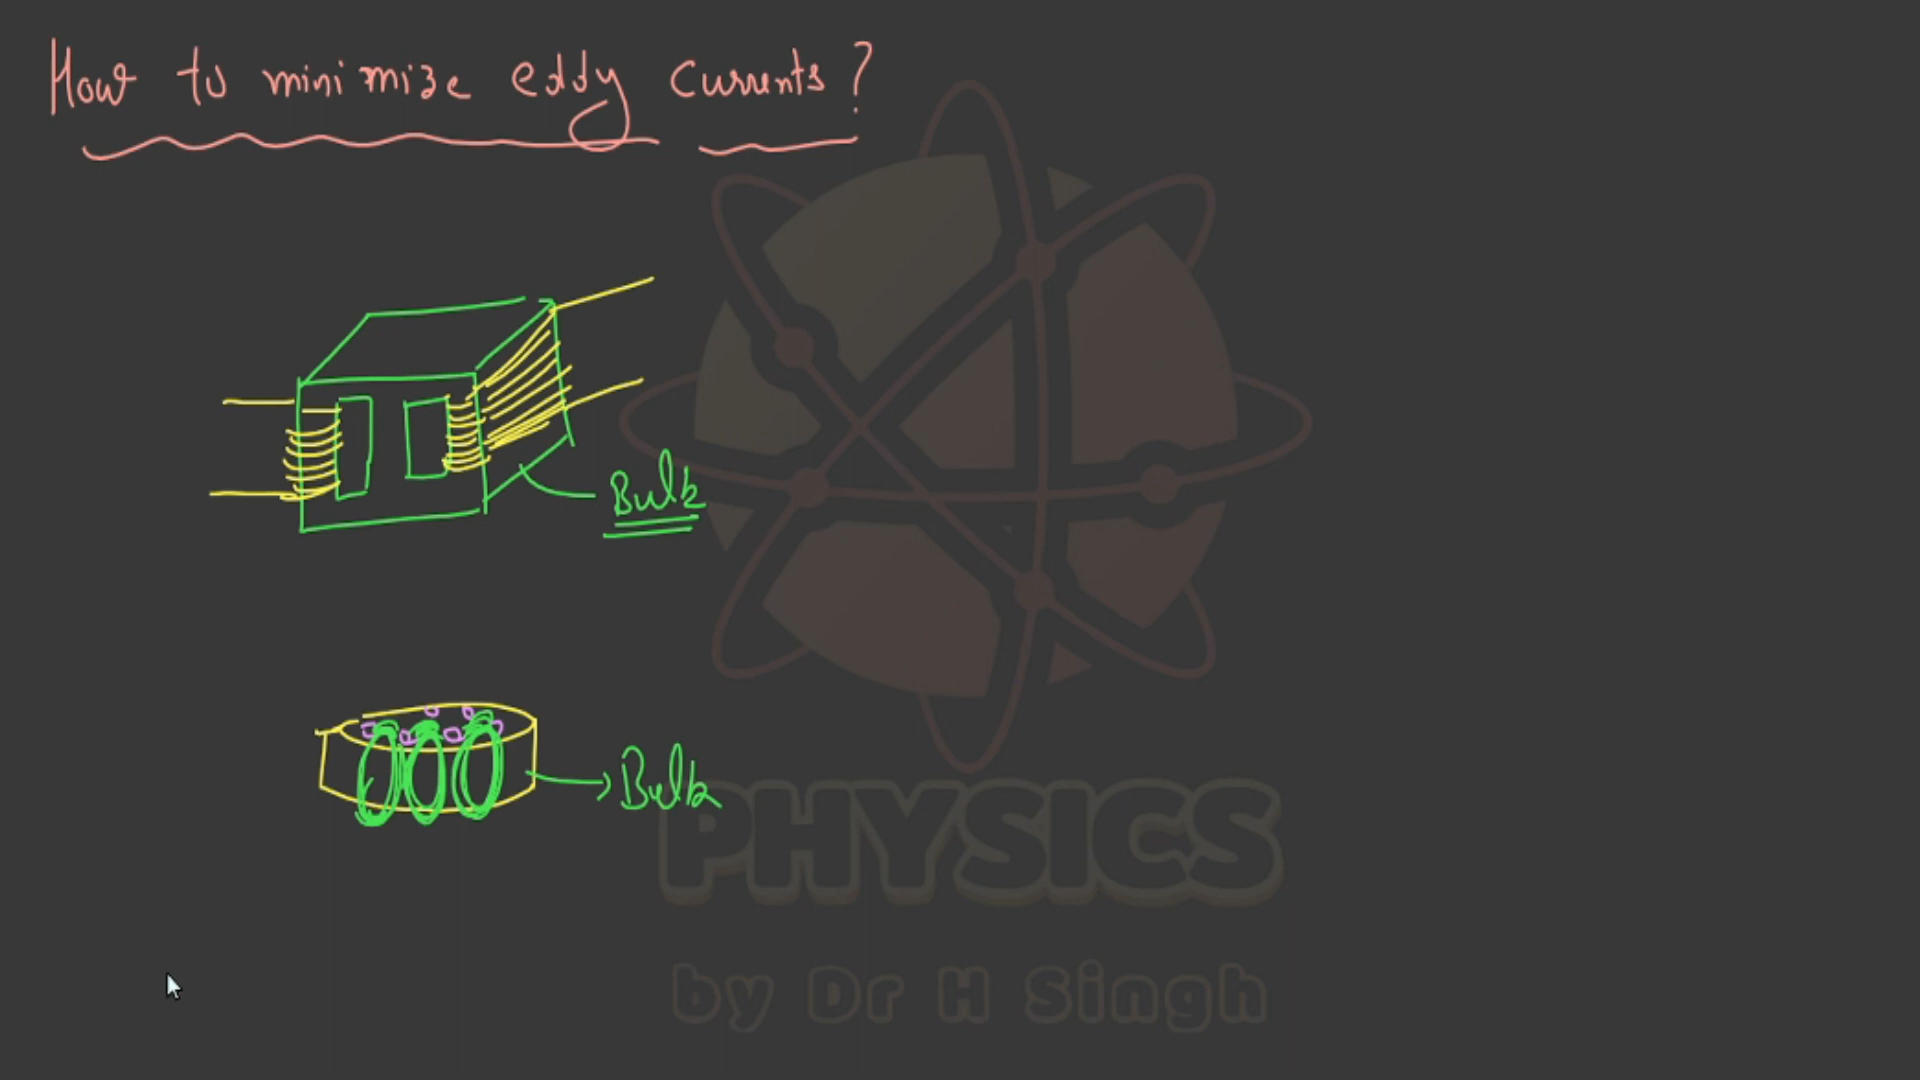 How to minimize eddy currents?
Bulk
Bulk
PHYSICS
by Dr H Singh